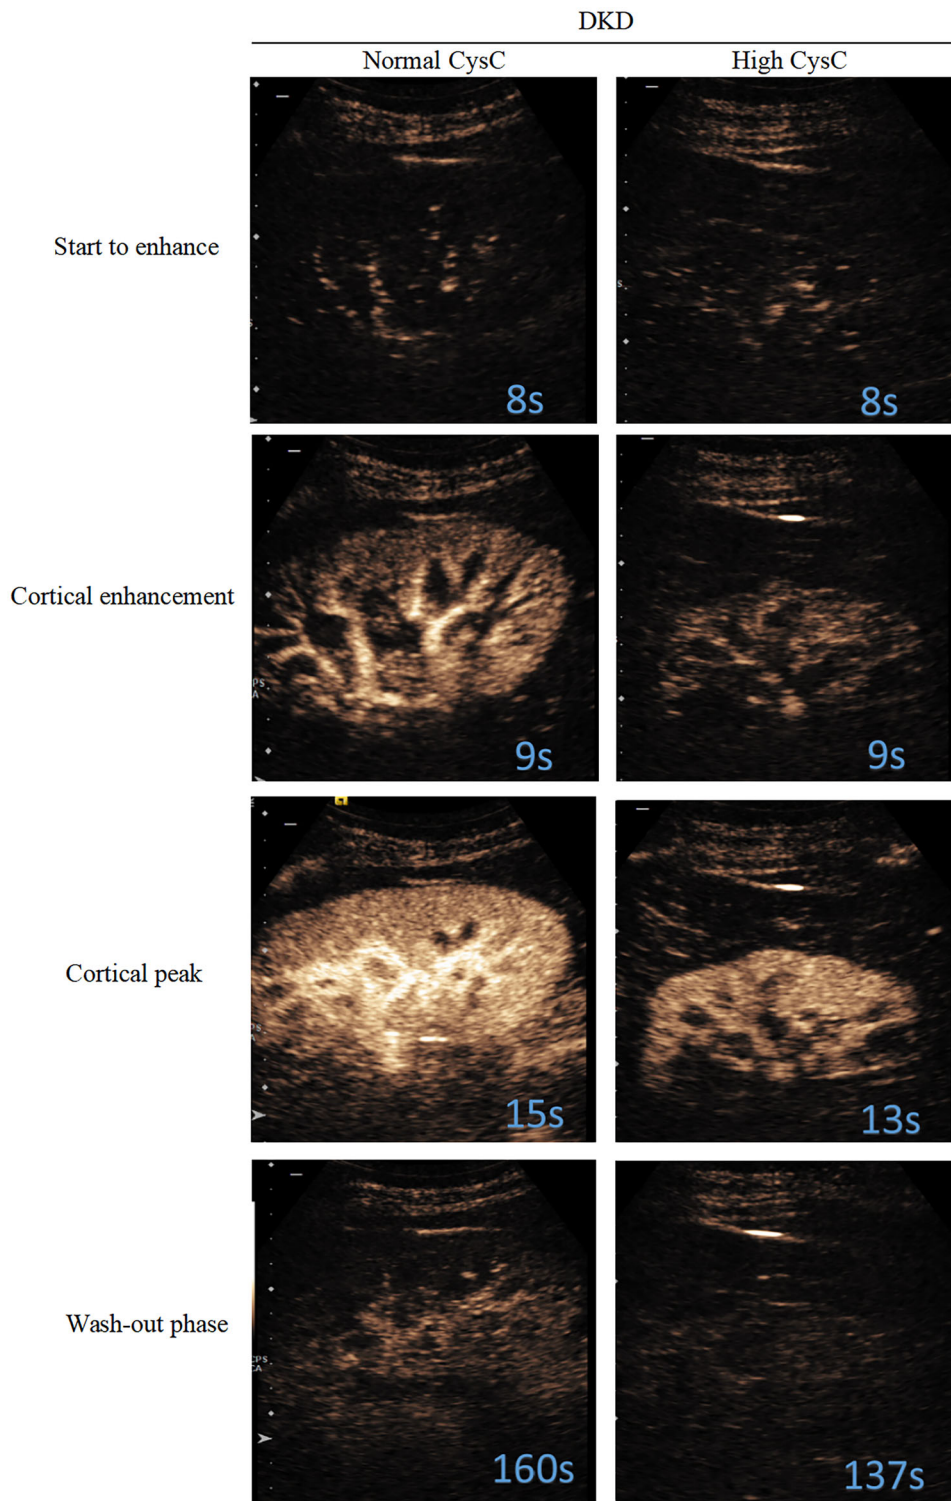 DKD
Normal CysC High CysC
Start to enhance
8s 8s
Cortical enhancement
9s 9s
Cortical peak
15s 13s
Wash-out phase
160s 137s